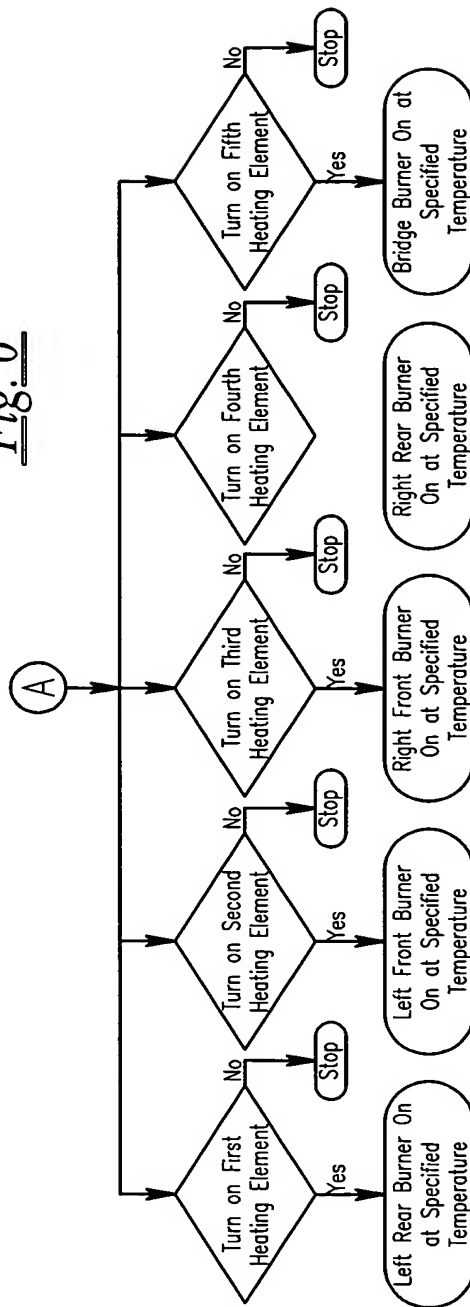 Fig. 6
A
Turn on First
Heating Element
No
Stop
Yes
Left Rear Burner On
at Specified
Temperature
Turn on Second
Heating Element
No
Stop
Yes
Left Front Burner
On at Specified
Temperature
Turn on Third
Heating Element
No
Stop
Yes
Right Front Burner
On at Specified
Temperature
Turn on Fourth
Heating Element
No
Stop
Right Rear Burner
On at Specified
Temperature
Turn on Fifth
Heating Element
No
Stop
Yes
Bridge Burner On at
Specified
Temperature